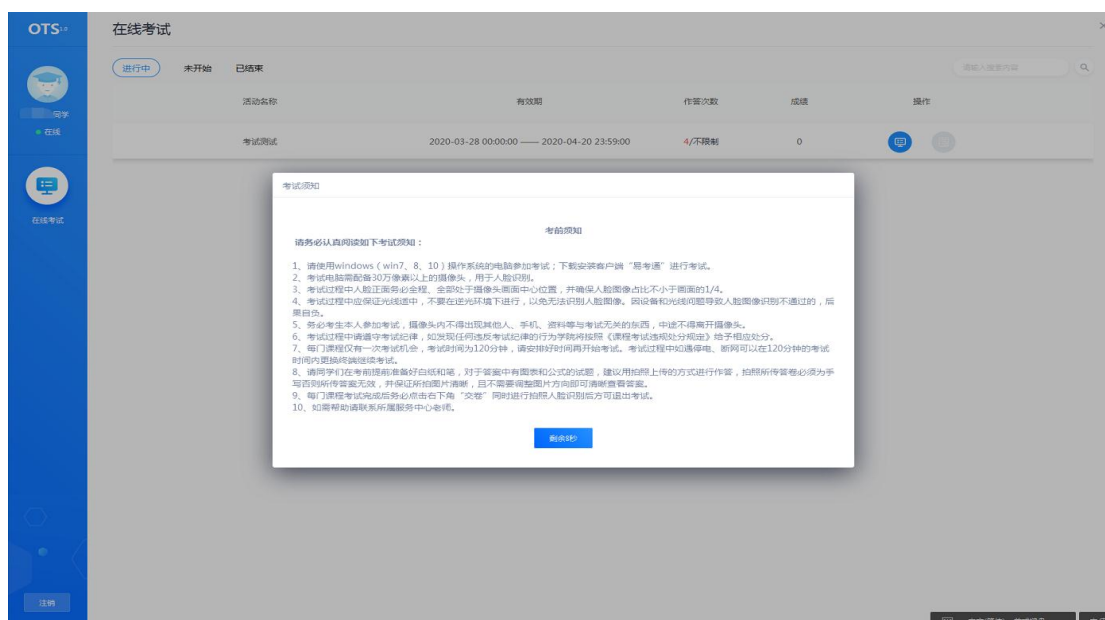 OTS
在线考试
进行中 未开始 已结束
请输入搜索内容
活动名称 有效期 作答次数 成绩 操作
同学
在线
考试测试 2020-03-28 00:00:00 —— 2020-04-20 23:59:00 4/不限制 0
在线考试
考试须知
考前须知
请务必认真阅读如下考试须知：
1、请使用windows（win7、8、10）操作系统的电脑参加考试；下载安装客户端“易考通”进行考试。
2、考试电脑需配备30万像素以上的摄像头，用于人脸识别。
3、考试过程中人脸正面务必全程、全部处于摄像头画面中心位置，并确保人脸图像占比不小于画面的1/4。
4、考试过程中应保证光线适中，不要在逆光环境下进行，以免无法识别人脸图像。因设备和光线问题导致人脸图像识别不通过的，后
果自负。
5、务必考生本人参加考试，摄像头内不得出现其他人、手机、资料等与考试无关的东西，中途不得离开摄像头。
6、考试过程中请遵守考试纪律，如发现任何违反考试纪律的行为学院将按照《课程考试违规处分规定》给予相应处分。
7、每门课程仅有一次考试机会，考试时间为120分钟，请安排好时间再开始考试。考试过程中如遇停电、断网可以在120分钟的考试
时间内更换终端继续考试。
8、请同学们在考前提前准备好白纸和笔，对于答案中有图表和公式的试题，建议用拍照上传的方式进行作答，拍照所传答卷必须为手
写否则所传答案无效，并保证所拍图片清晰，且不需要调整图片方向即可清晰查看答案。
9、每门课程考试完成后务必点击右下角“交卷”同时进行拍照人脸识别后方可退出考试。
10、如需帮助请联系所属服务中心老师。
剩余8秒
注销